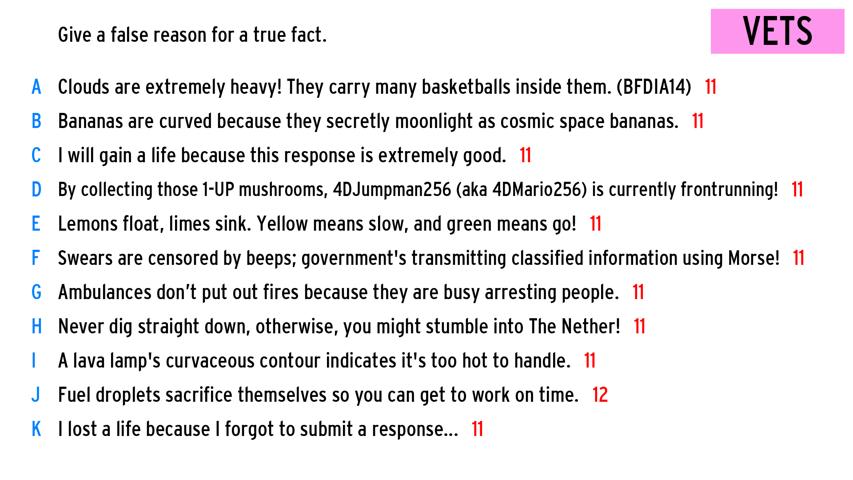 Give a false reason for a true fact.
VETS
A Clouds are extremely heavy! They carry many basketballs inside them. (BFDIA14) 11
B Bananas are curved because they secretly moonlight as cosmic space bananas. 11
C I will gain a life because this response is extremely good. 11
D By collecting those 1-UP mushrooms, 4DJumpman256 (aka 4DMario256) is currently frontrunning! 11
E Lemons float, limes sink. Yellow means slow, and green means go! 11
F Swears are censored by beeps; government's transmitting classified information using Morse! 11
G Ambulances don’t put out fires because they are busy arresting people. 11
H Never dig straight down, otherwise, you might stumble into The Nether! 11
I A lava lamp's curvaceous contour indicates it's too hot to handle. 11
J Fuel droplets sacrifice themselves so you can get to work on time. 12
K I lost a life because I forgot to submit a response... 11